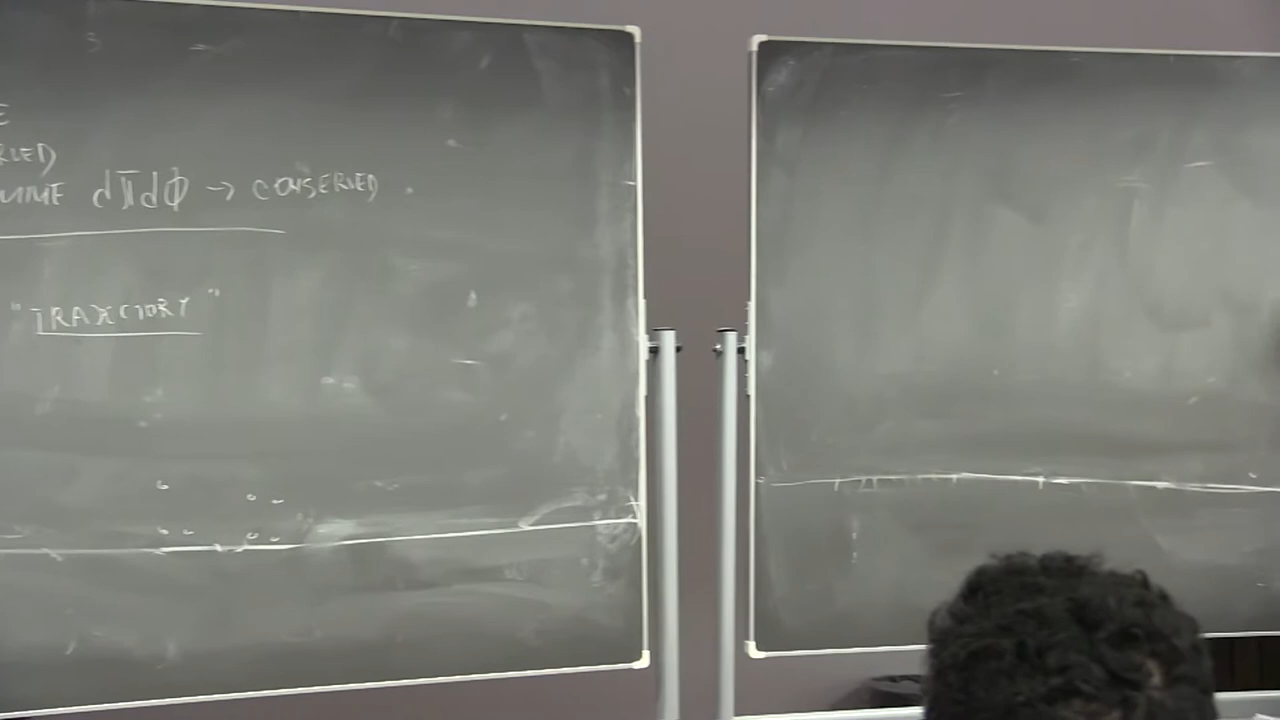 E
RVED
UME dΠdΦ → CONSERVED.
"TRAJECTORY"